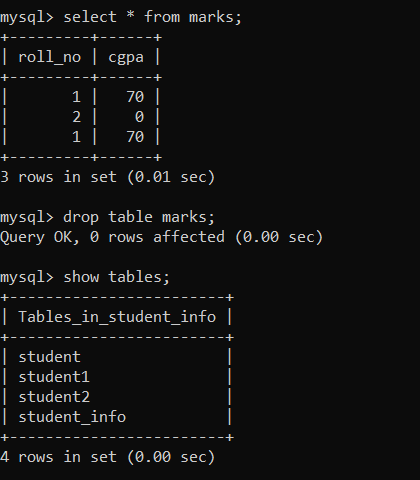 mysql> select * from marks;
+---------+------+
| roll_no | cgpa |
+---------+------+
|       1 |   70 |
|       2 |    0 |
|       1 |   70 |
+---------+------+
3 rows in set (0.01 sec)

mysql> drop table marks;
Query OK, 0 rows affected (0.00 sec)

mysql> show tables;
+------------------------+
| Tables_in_student_info |
+------------------------+
| student                |
| student1               |
| student2               |
| student_info           |
+------------------------+
4 rows in set (0.00 sec)